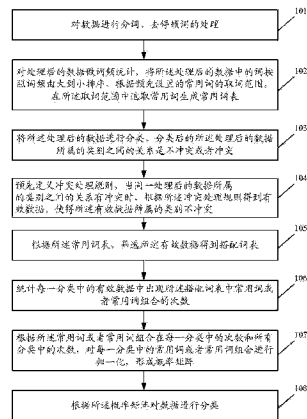 对数据进行分词、去停顿词的处理
101
对处理后的数据做词频统计，将所述处理后的数据中的词按
照词频由大到小排序，根据预先设置的常用词的取词范围，
在所述取词范围中选取常用词生成常用词表
102
将所述处理后的数据进行分类，分类后的所述处理后的数据
所属的类别之间的关系是不冲突或者冲突
103
预先定义冲突处理规则，当同一处理后的数据所属
的类别之间的关系有冲突时，根据所述冲突处理规则得到有
效数据，使得所述有效数据所属的类别不冲突
104
根据所述常用词表，筛选所述有效数据得到搭配词表
105
统计每一分类中的有效数据中出现所述搭配词表中常用词或
者常用词组合的次数
106
根据所述常用词或者常用词组合在每一分类中的次数和所有
分类中的次数，对每一分类中的常用词或者常用词组合进行
归一化，形成概率矩阵
107
根据所述概率矩阵对数据进行分类
108